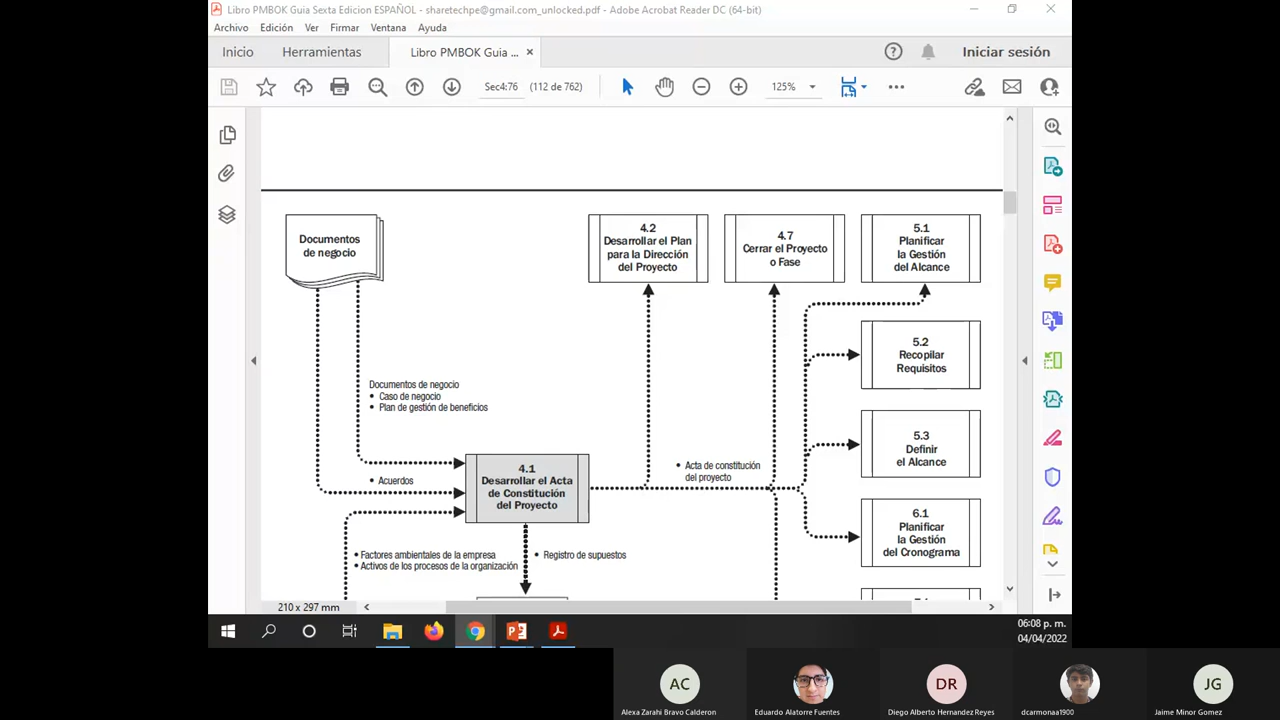 Libro PMBOK Guia Sexta Edicion ESPAÑOL - sharetechpe@gmail.com_unlocked.pdf - Adobe Acrobat Reader DC (64-bit)
Archivo Edición Ver Firmar Ventana Ayuda
Inicio Herramientas Libro PMBOK Guia ... × Iniciar sesión
Sec4:76 (112 de 762) 125%
Documentos
de negocio
4.2
Desarrollar el Plan
para la Dirección
del Proyecto
4.7
Cerrar el Proyecto
o Fase
5.1
Planificar
la Gestión
del Alcance
5.2
Recopilar
Requisitos
Documentos de negocio
• Caso de negocio
• Plan de gestión de beneficios
5.3
Definir
el Alcance
4.1
Desarrollar el Acta
de Constitución
del Proyecto
• Acuerdos
• Acta de constitución
del proyecto
6.1
Planificar
la Gestión
del Cronograma
• Factores ambientales de la empresa
• Activos de los procesos de la organización
• Registro de supuestos
210 x 297 mm
06:08 p. m.
04/04/2022
AC
DR
JG
Alexa Zarahi Bravo Calderon
Eduardo Alatorre Fuentes
Diego Alberto Hernandez Reyes
dcarmonaa1900
Jaime Minor Gomez